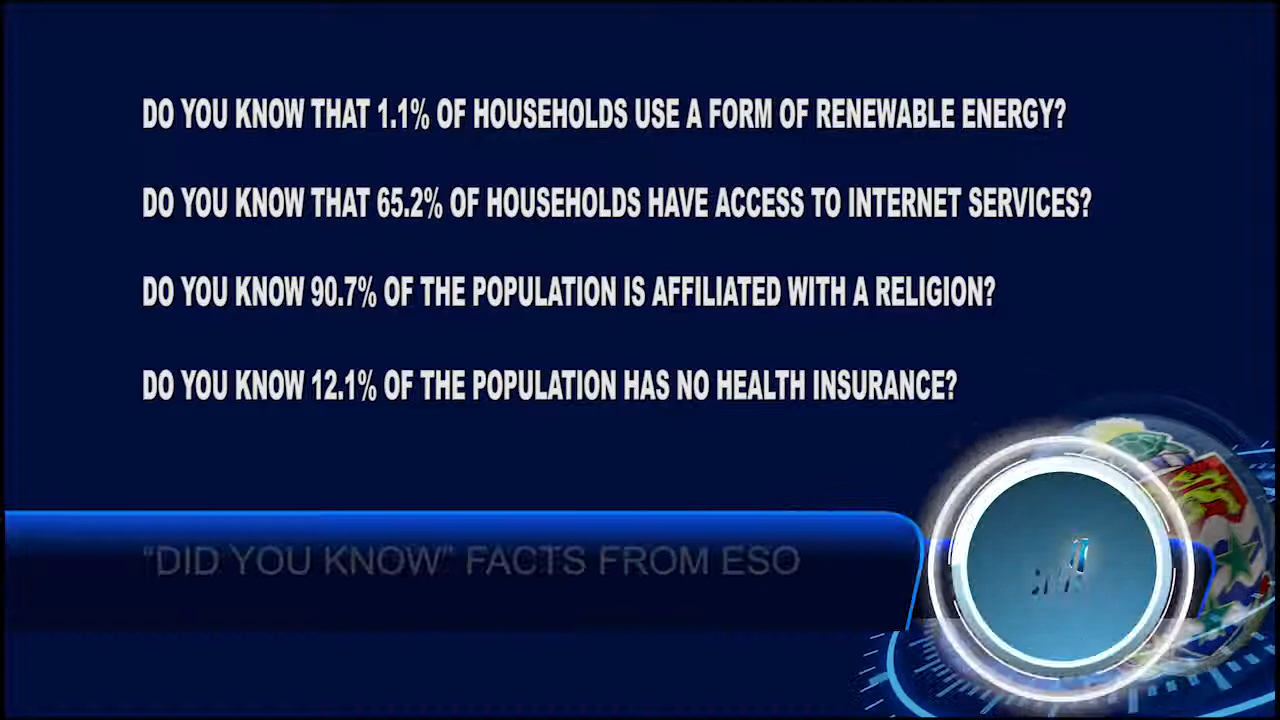 DO YOU KNOW THAT 1.1% OF HOUSEHOLDS USE A FORM OF RENEWABLE ENERGY?
DO YOU KNOW THAT 65.2% OF HOUSEHOLDS HAVE ACCESS TO INTERNET SERVICES?
DO YOU KNOW 90.7% OF THE POPULATION IS AFFILIATED WITH A RELIGION?
DO YOU KNOW 12.1% OF THE POPULATION HAS NO HEALTH INSURANCE?
"DID YOU KNOW" FACTS FROM ESO